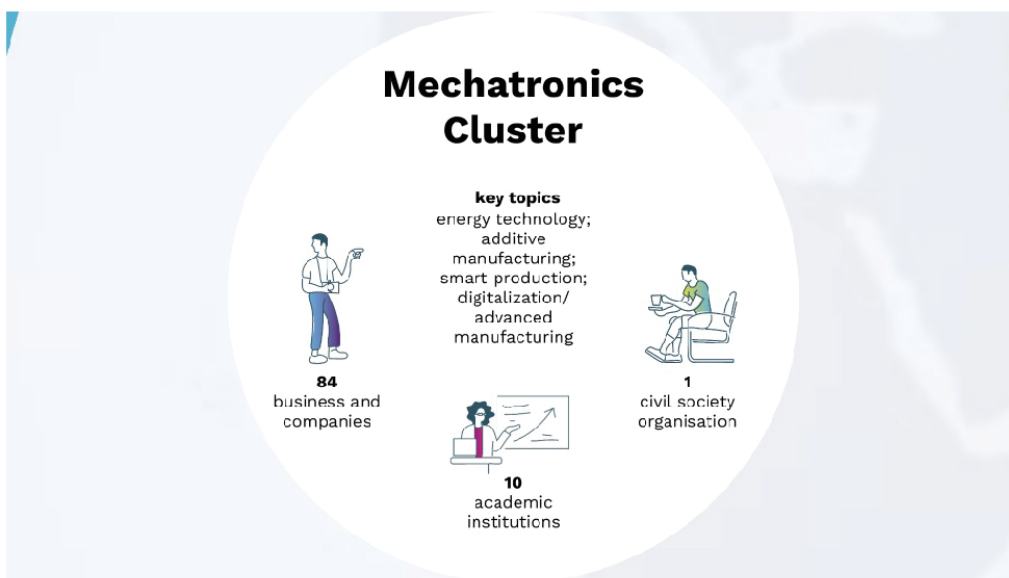 Mechatronics
Cluster
key topics
energy technology;
additive
manufacturing;
smart production;
digitalization/
advanced
manufacturing
84
business and
companies
1
civil society
organisation
10
academic
institutions